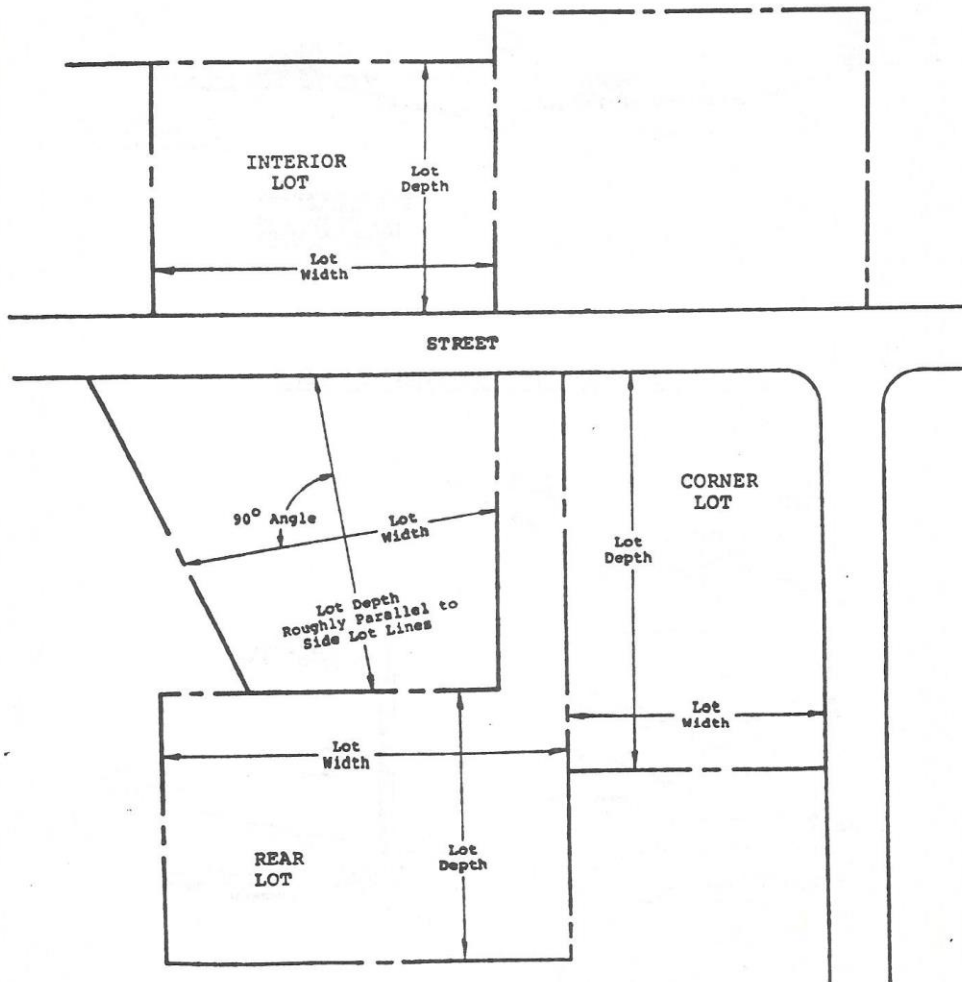 INTERIOR
LOT
Lot
Depth
Lot
Width
STREET
90° Angle
Lot
Width
Lot Depth
Roughly Parallel to
Side Lot Lines
CORNER
LOT
Lot
Depth
Lot
Width
Lot
Width
REAR
LOT
Lot
Depth